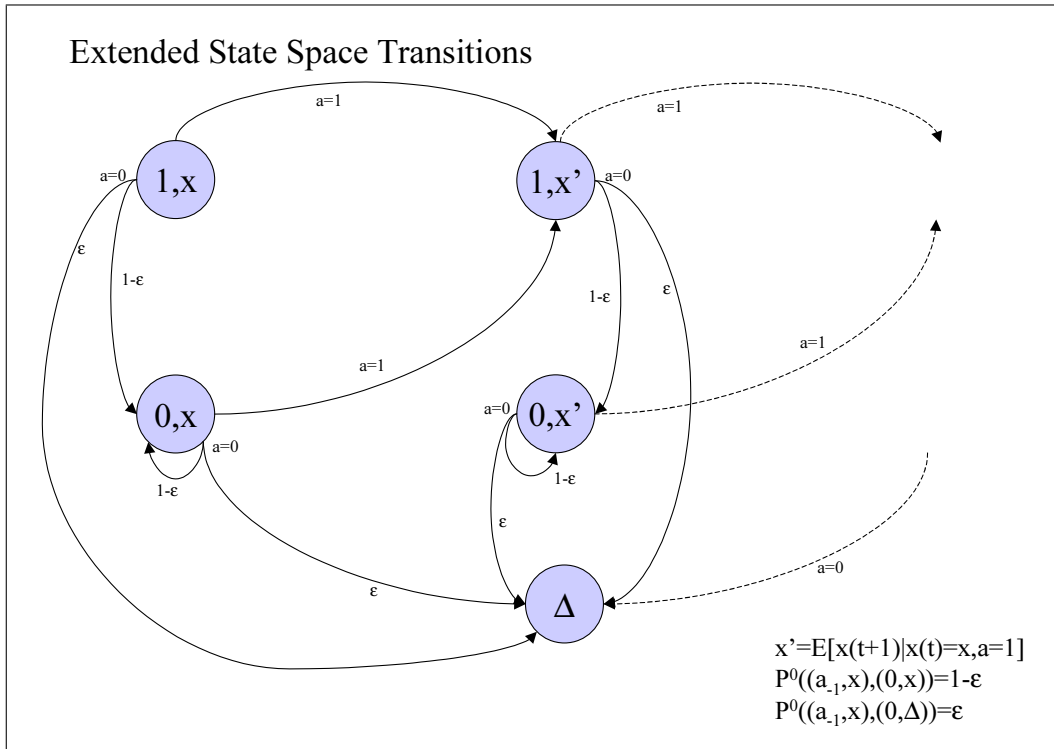 Extended State Space Transitions
a=1
a=1
a=0
1,x
1,x’
a=0
ε
1-ε
1-ε
ε
a=1
a=1
0,x
a=0
0,x’
a=0
1-ε
1-ε
ε
ε
a=0
Δ
x’=E[x(t+1)|x(t)=x,a=1]
P⁰((a₋₁,x),(0,x))=1-ε
P⁰((a₋₁,x),(0,Δ))=ε